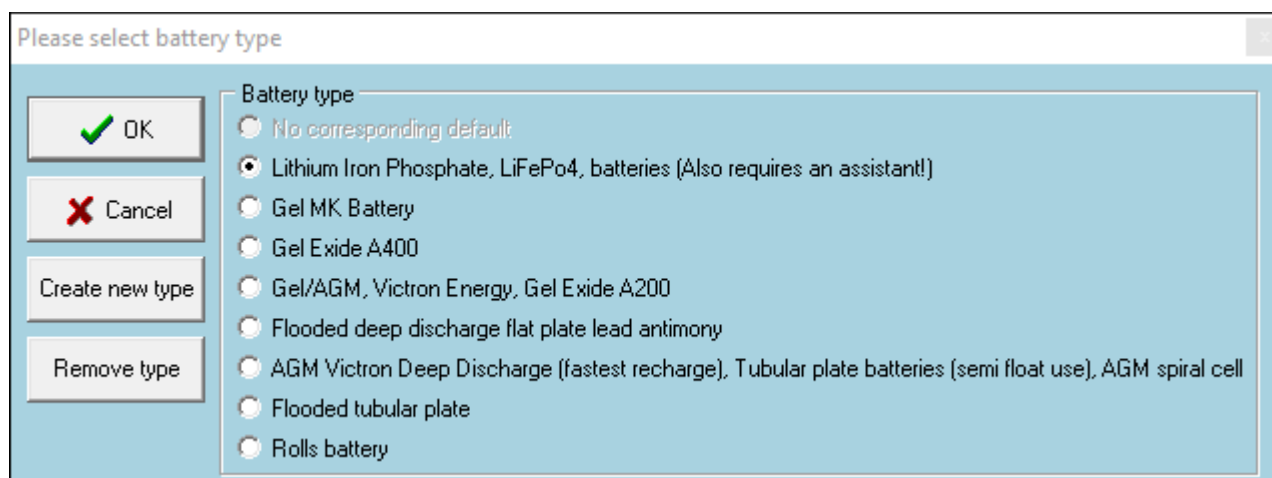 Please select battery type
OK
Cancel
Create new type
Remove type
Battery type
No corresponding default
Lithium Iron Phosphate, LiFePo4, batteries (Also requires an assistant!)
Gel MK Battery
Gel Exide A400
Gel/AGM, Victron Energy, Gel Exide A200
Flooded deep discharge flat plate lead antimony
AGM Victron Deep Discharge (fastest recharge), Tubular plate batteries (semi float use), AGM spiral cell
Flooded tubular plate
Rolls battery